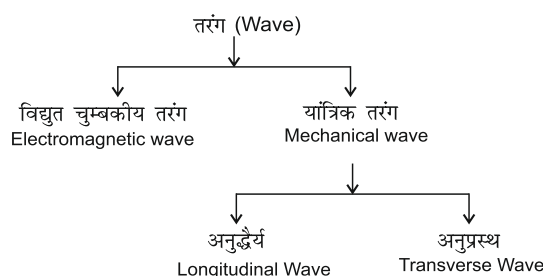 तरंग (Wave)
विद्युत चुम्बकीय तरंग
Electromagnetic wave
यांत्रिक तरंग
Mechanical wave
अनुद्धैर्य
Longitudinal Wave
अनुप्रस्थ
Transverse Wave